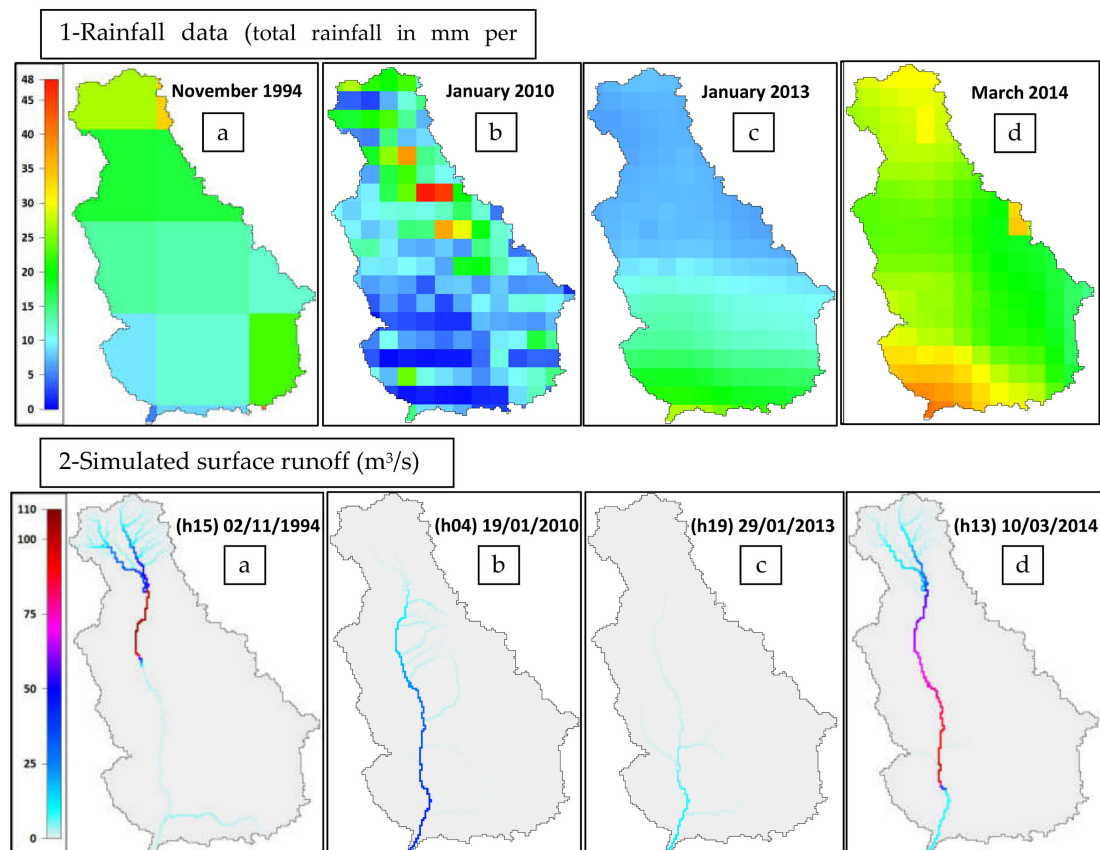 1-Rainfall data (total rainfall in mm per
November 1994
January 2010
January 2013
March 2014
a
b
c
d
48
45
40
35
30
25
20
15
10
5
0
2-Simulated surface runoff (m³/s)
(h15) 02/11/1994
(h04) 19/01/2010
(h19) 29/01/2013
(h13) 10/03/2014
a
b
c
d
110
100
75
50
25
0